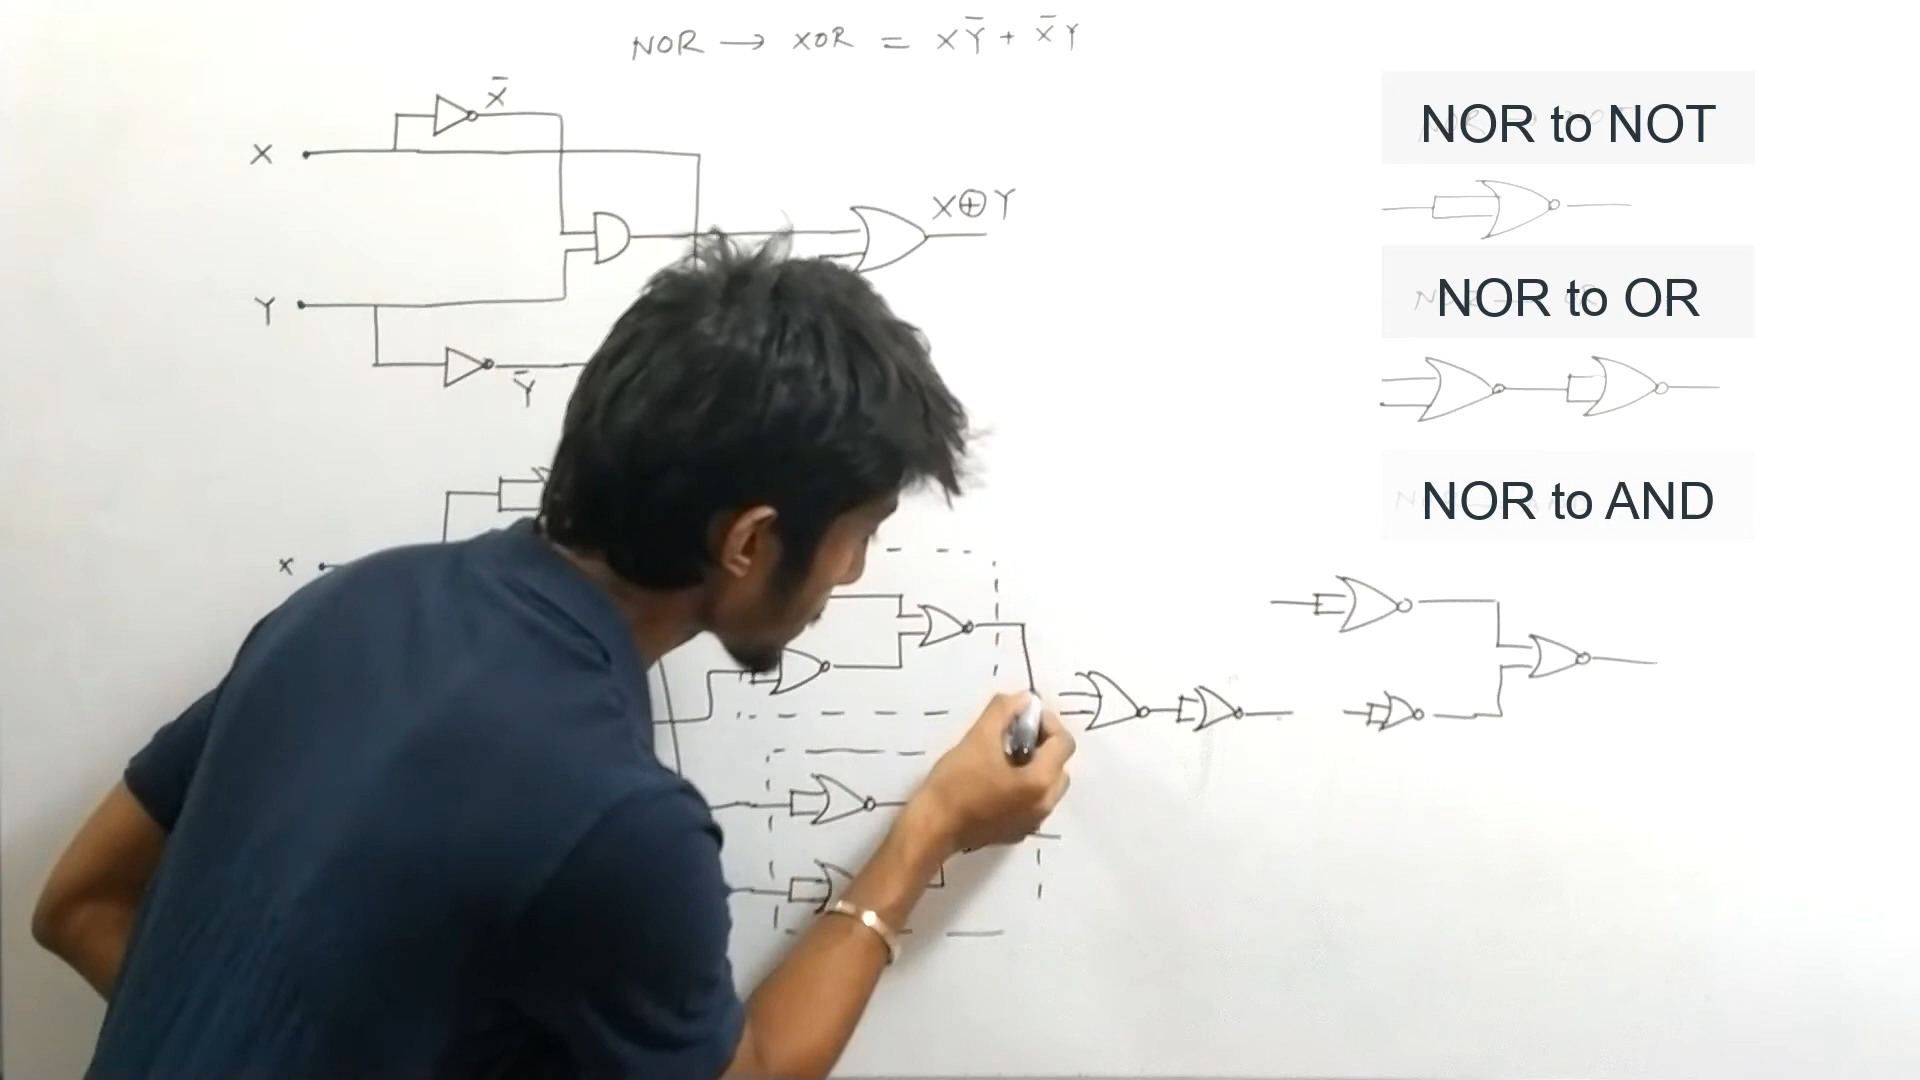 NOR → XOR = XȲ + X̄Y
X̄
X
X⊕Y
Y
Ȳ
x
NOR to NOT
NOR to OR
NOR to AND